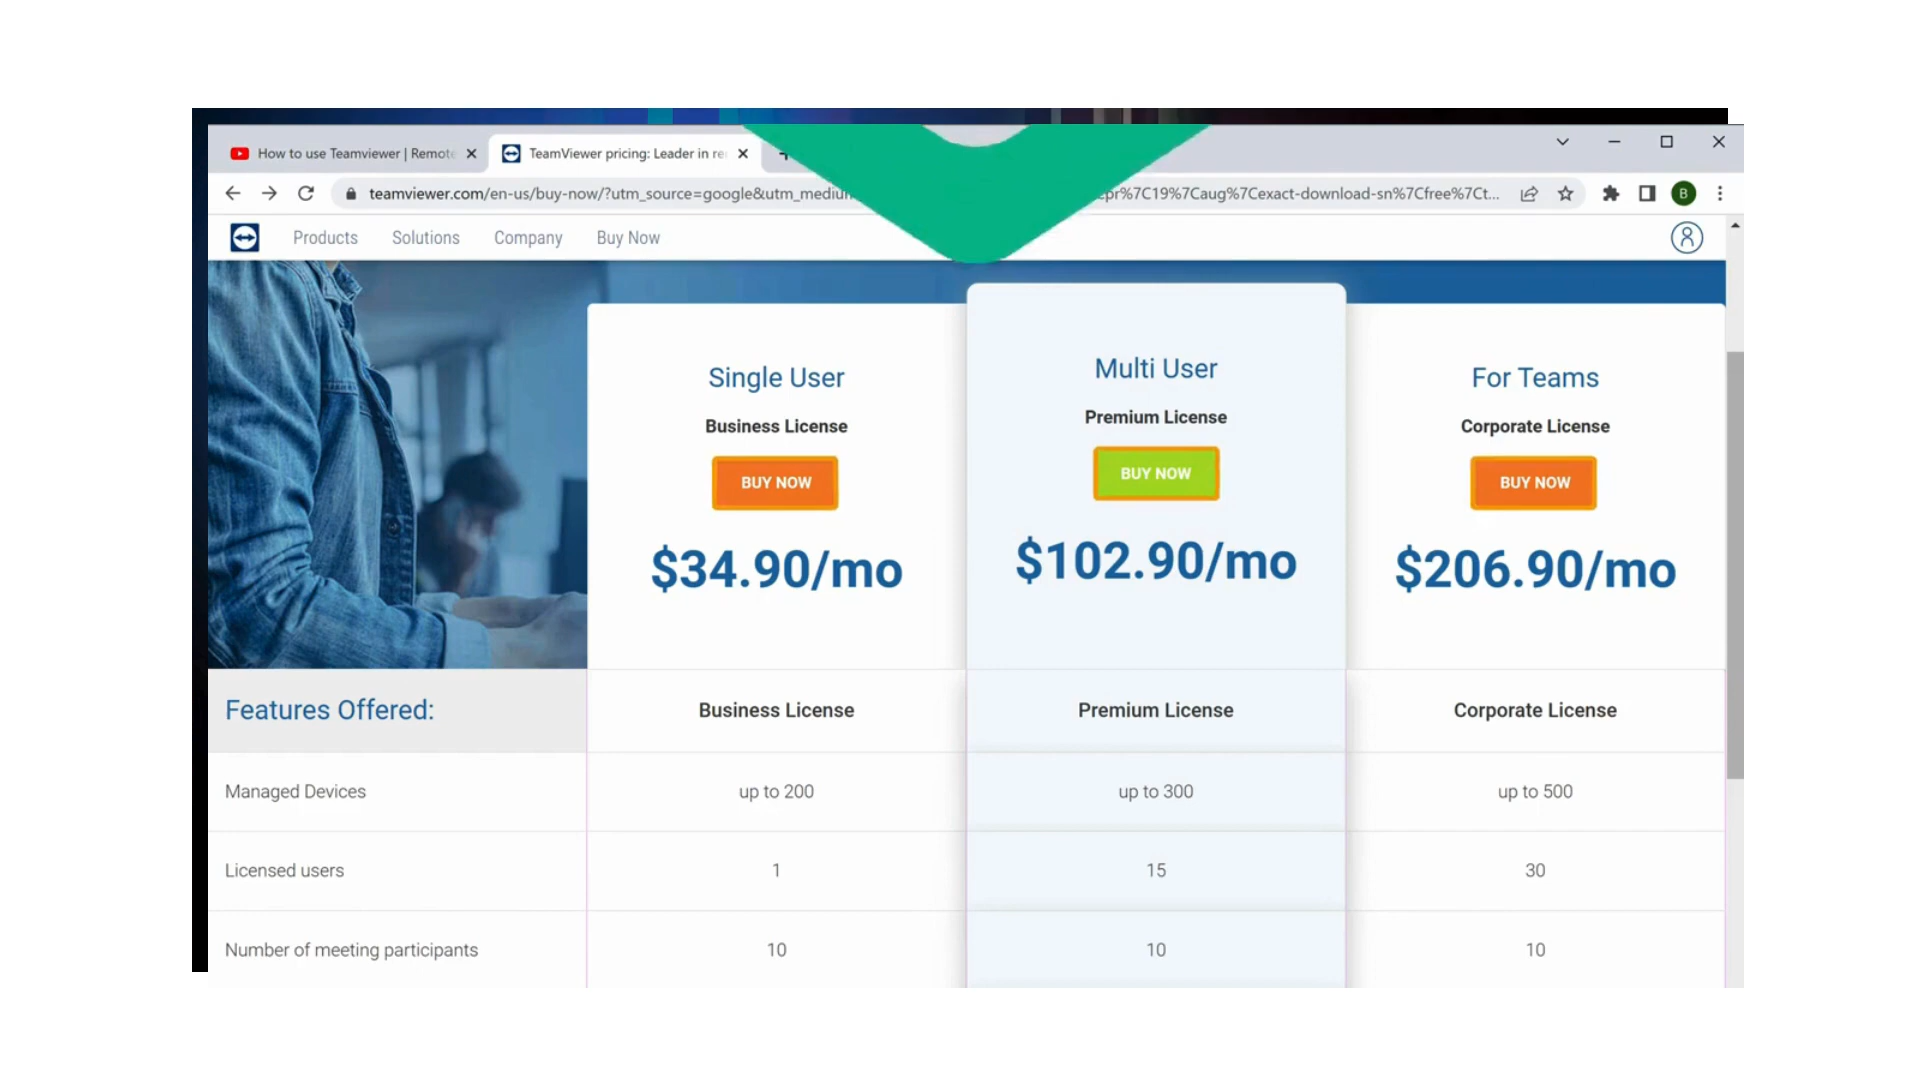 How to use Teamviewer | Remote
TeamViewer pricing: Leader in re
teamviewer.com/en-us/buy-now/?utm_source=google&utm_medium
pr%7C19%7Caug%7Cexact-download-sn%7Cfree%7Ct...
B
Products Solutions Company Buy Now
Single User Multi User For Teams
Business License Premium License Corporate License
BUY NOW BUY NOW BUY NOW
$34.90/mo $102.90/mo $206.90/mo
Features Offered: Business License Premium License Corporate License
Managed Devices up to 200 up to 300 up to 500
Licensed users 1 15 30
Number of meeting participants 10 10 10